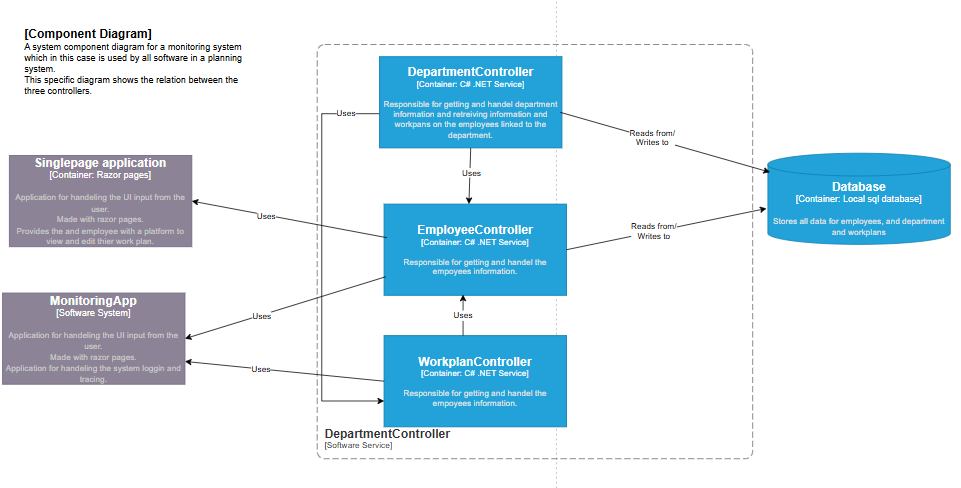 [Component Diagram]
A system component diagram for a monitoring system
which in this case is used by all software in a planning
system.
This specific diagram shows the relation between the
three controllers.
DepartmentController
[Container: C# .NET Service]
Responsible for getting and handel department
information and retreiving information and
workpans on the employees linked to the
department.
Uses
Reads from/
Writes to
Uses
Singlepage application
[Container: Razor pages]
Application for handeling the UI input from the
user.
Made with razor pages.
Provides the and employee with a platform to
view and edit thier work plan.
Uses
EmployeeController
[Container: C# .NET Service]
Responsible for getting and handel the
empoyees information.
Reads from/
Writes to
Database
[Container: Local sql database]
Stores all data for employees, and department
and workplans
MonitoringApp
[Software System]
Application for handeling the UI input from the
user.
Made with razor pages.
Application for handeling the system loggin and
tracing.
Uses
Uses
Uses
WorkplanController
[Container: C# .NET Service]
Responsible for getting and handel the
empoyees information.
DepartmentController
[Software Service]